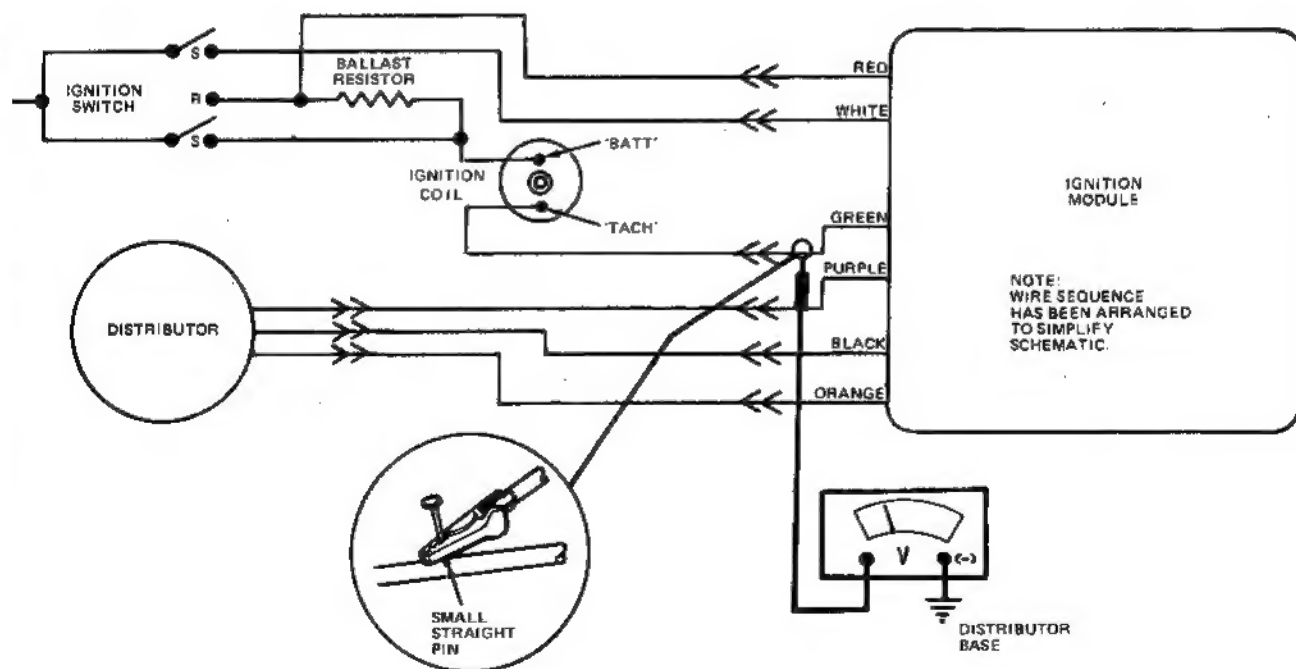 IGNITION
SWITCH
S
R
S
BALLAST
RESISTOR
'BATT'
IGNITION
COIL
'TACH'
RED
WHITE
GREEN
PURPLE
BLACK
ORANGE
IGNITION
MODULE
NOTE:
WIRE SEQUENCE
HAS BEEN ARRANGED
TO SIMPLIFY
SCHEMATIC.
DISTRIBUTOR
SMALL
STRAIGHT
PIN
V
(-)
DISTRIBUTOR
BASE